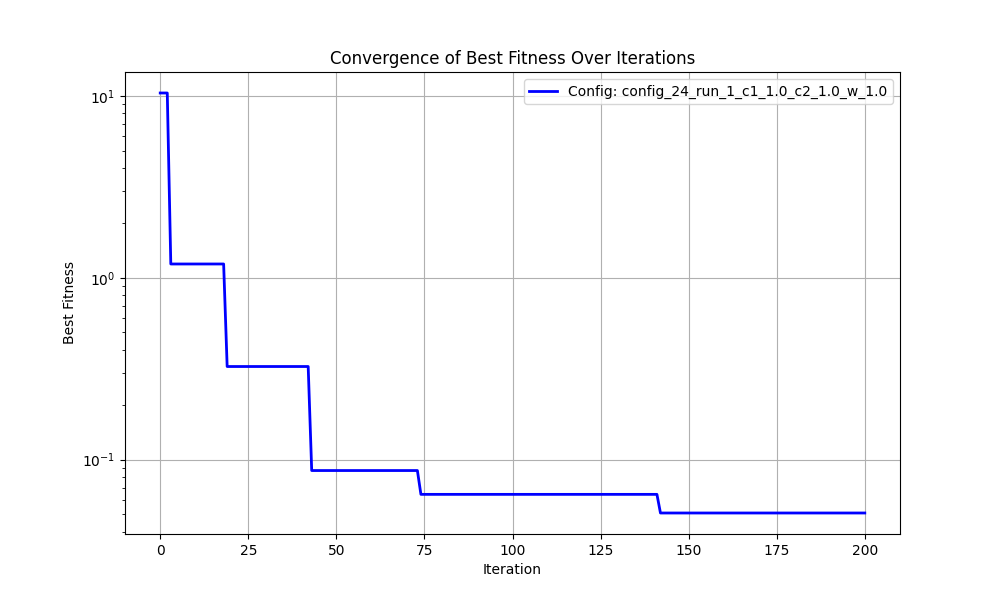 Convergence of Best Fitness Over Iterations
Config: config_24_run_1_c1_1.0_c2_1.0_w_1.0
Best Fitness
10¹
10⁰
10⁻¹
0 25 50 75 100 125 150 175 200
Iteration